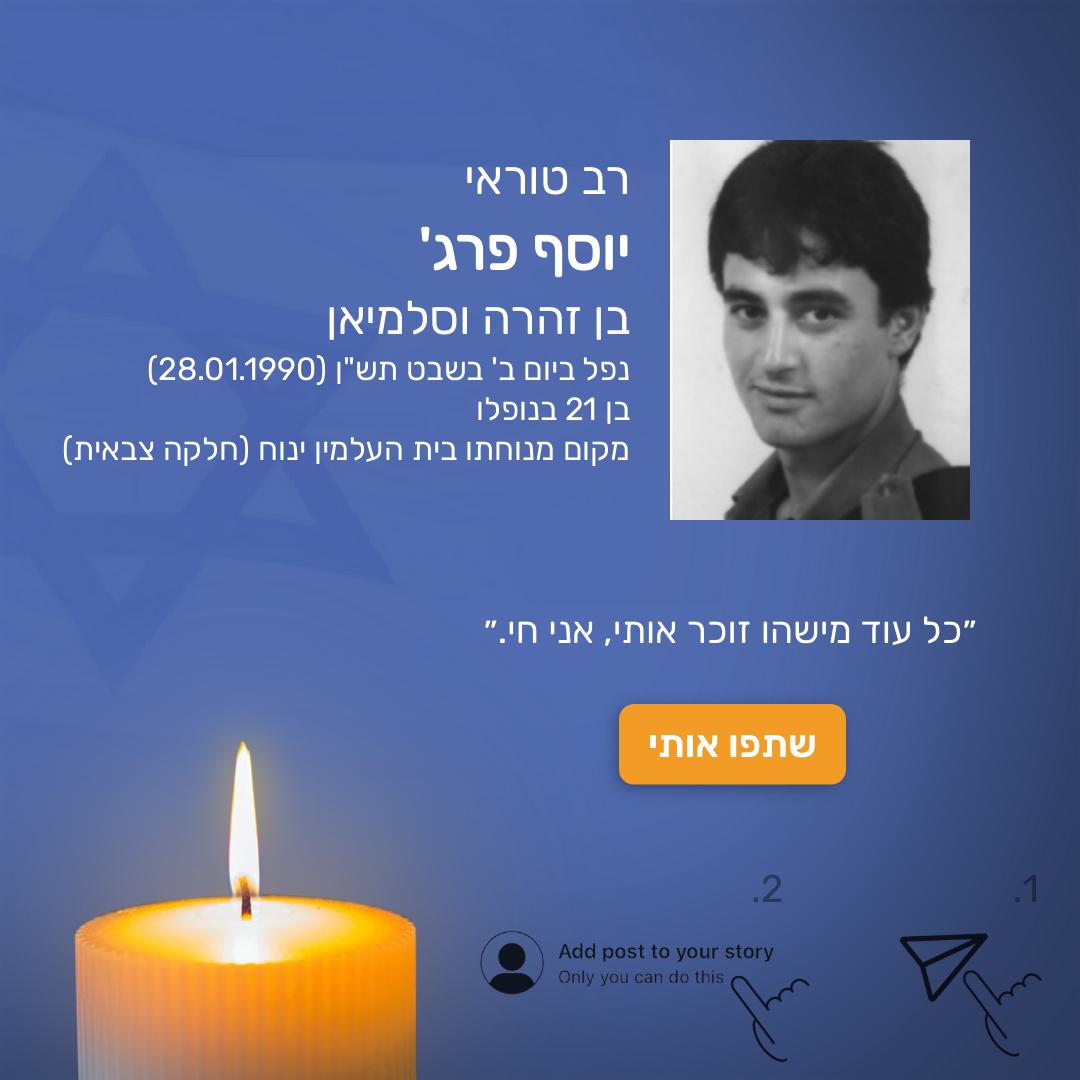 רב טוראי
יוסף פרג'
בן זהרה וסלמיאן
נפל ביום ב' בשבט תש"ן (28.01.1990)
בן 21 בנופלו
מקום מנוחתו בית העלמין ינוח (חלקה צבאית)
״כל עוד מישהו זוכר אותי, אני חי.״
שתפו אותי
.1
.2
Add post to your story
Only you can do this